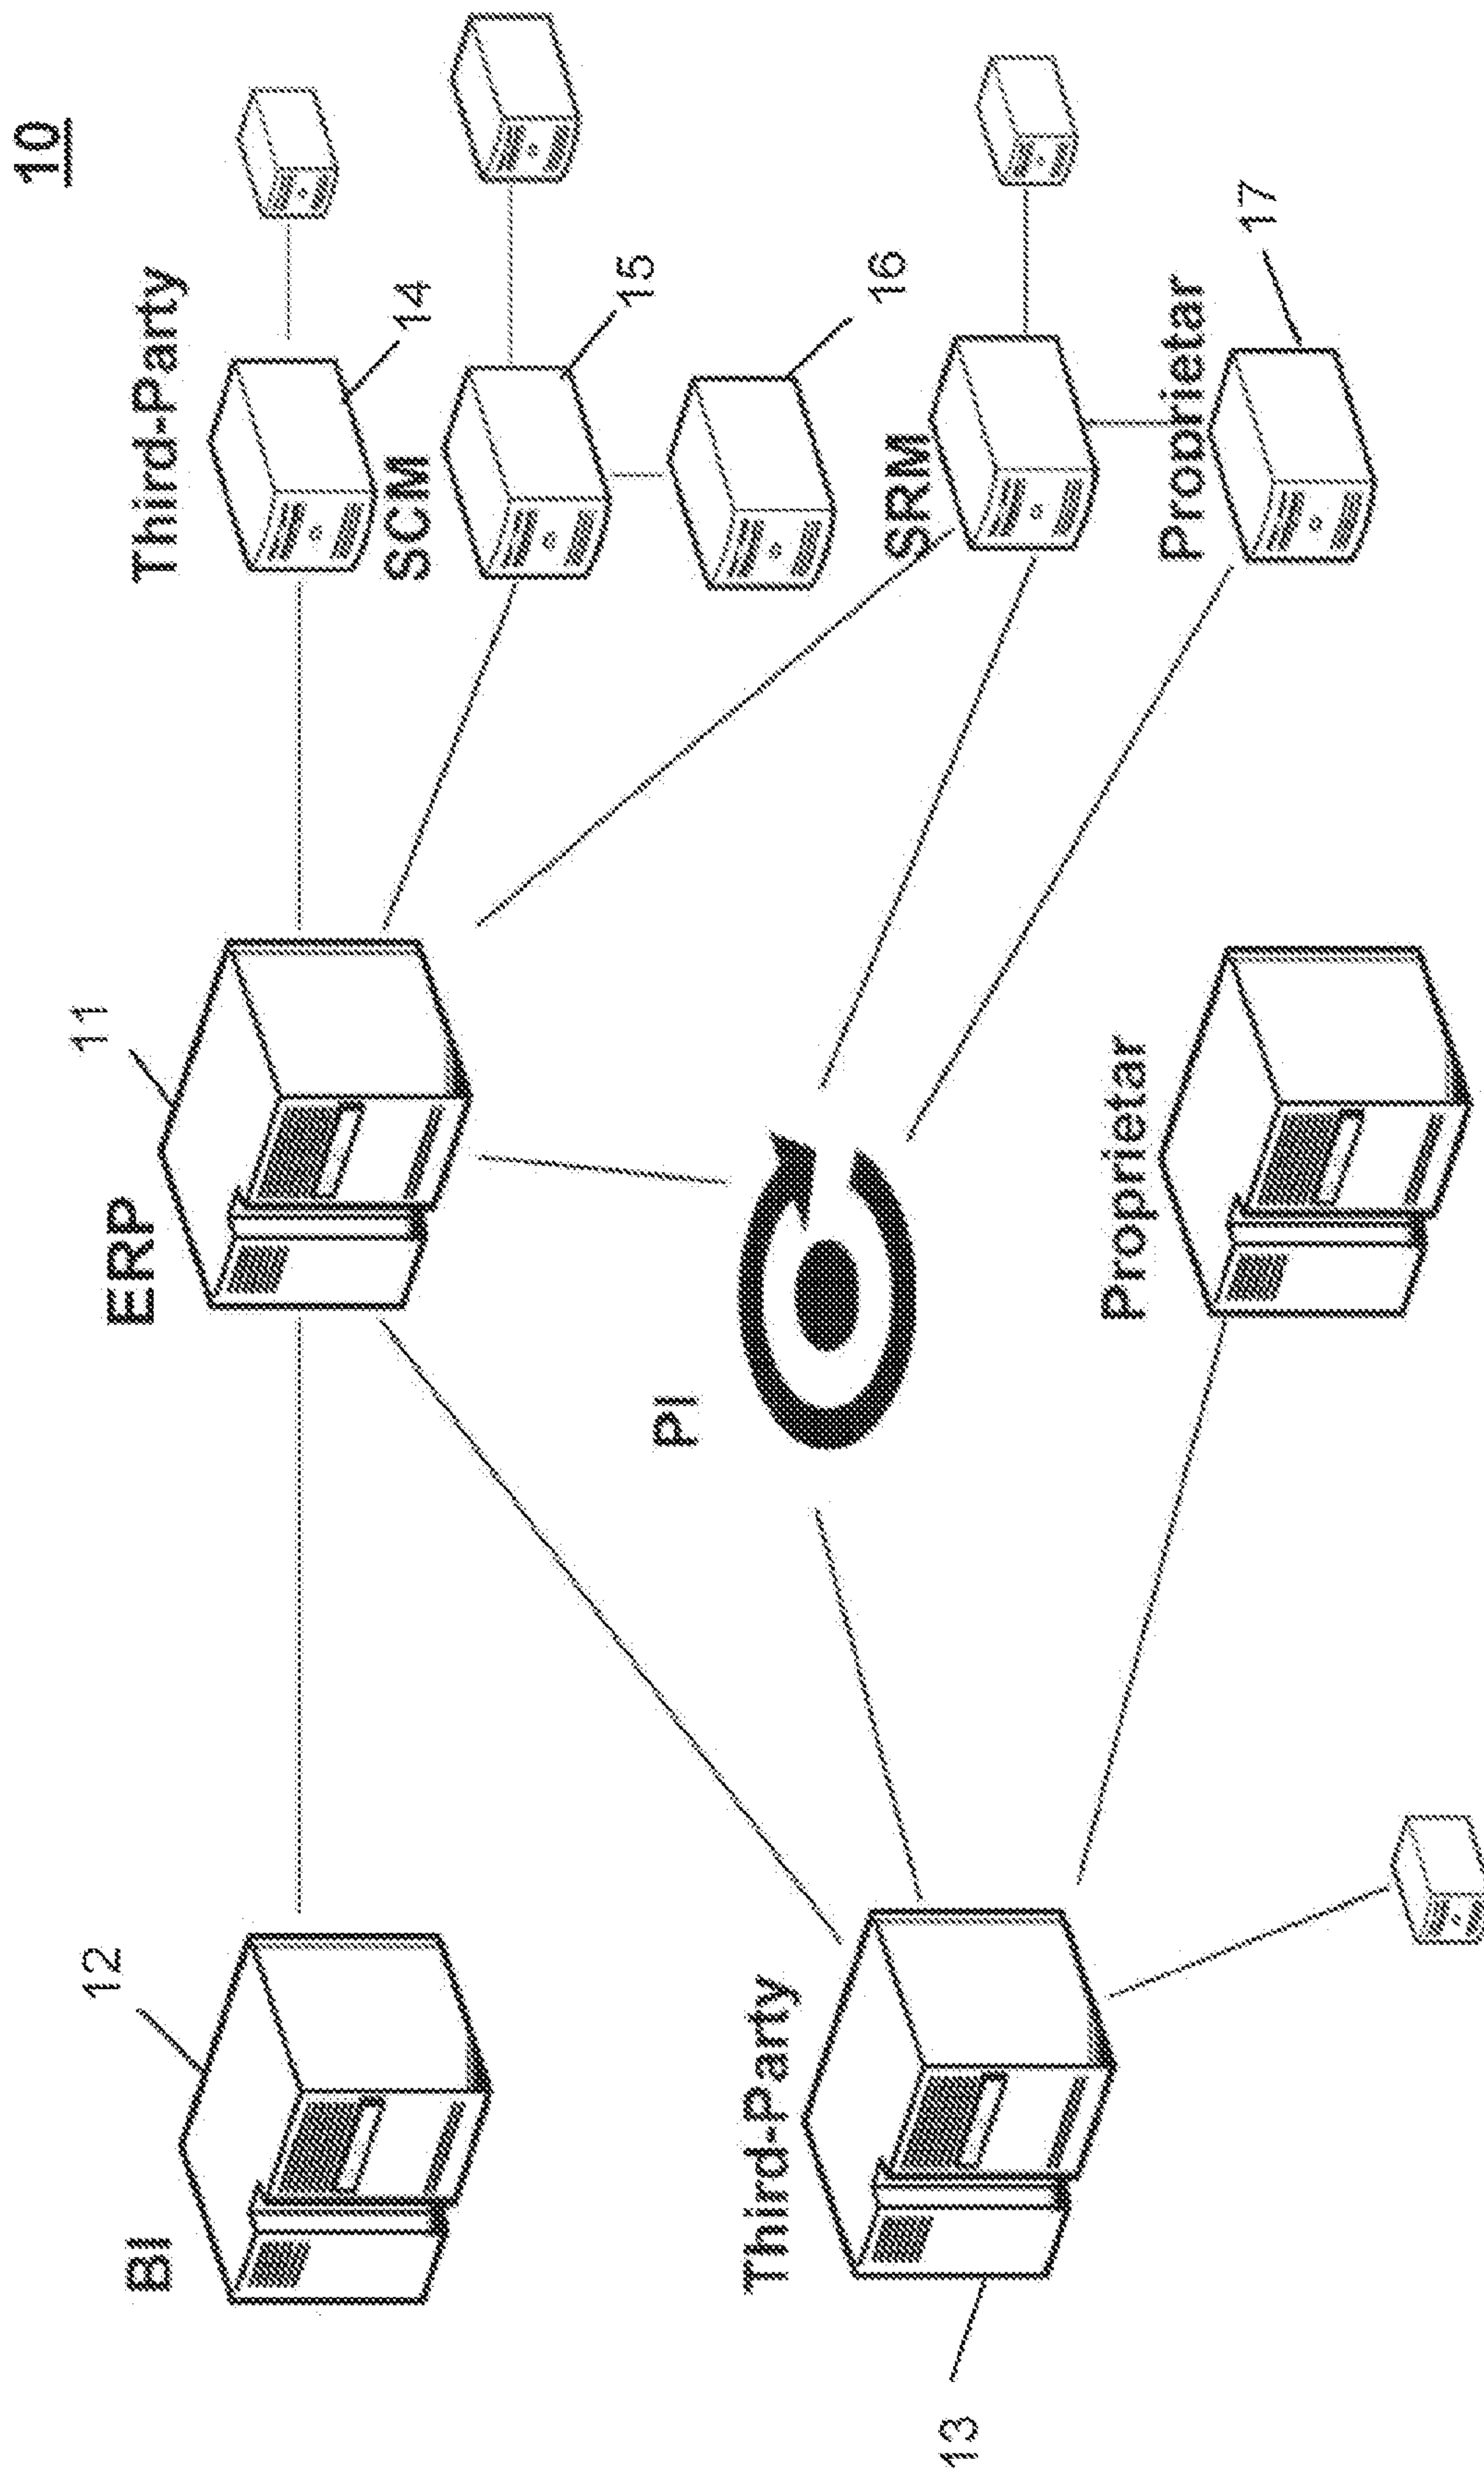 10
BI
12
ERP
11
Third-Party
14
SCM
15
16
PI
SRM
Third-Party
13
Proprietar
Proprietar
17